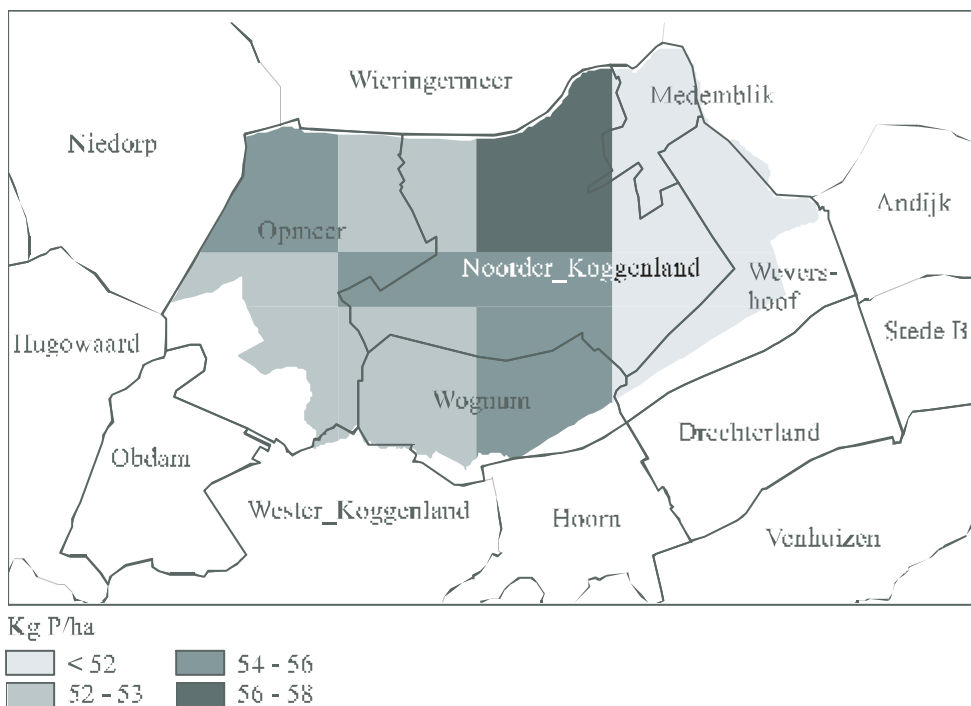 Wieringermeer
Medemblik
Niedorp
Andijk
Opmeer
Noorder_Koggenland
Wevers-
hoof
Hugowaard
Stede B
Wognum
Drechterland
Obdam
Wester_Koggenland
Hoorn
Venhuizen
Kg P/ha
< 52
54 - 56
52 - 53
56 - 58